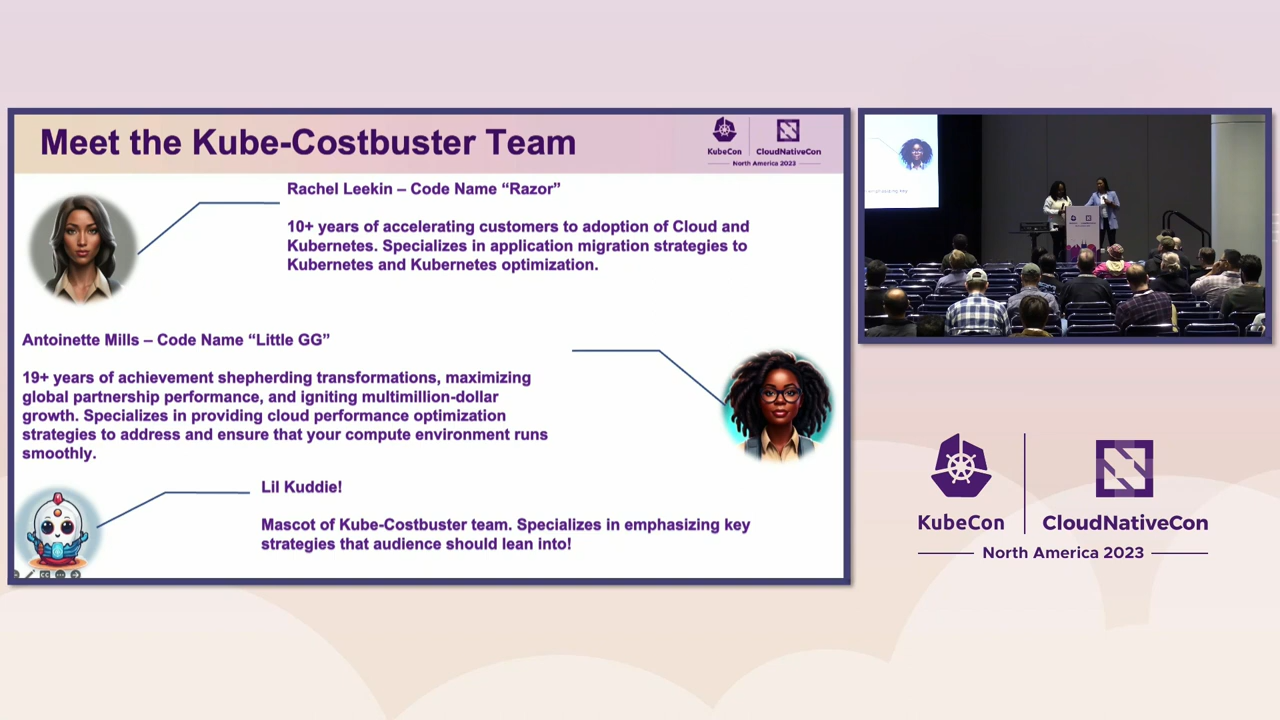 Meet the Kube-Costbuster Team
KubeCon
CloudNativeCon
North America 2023
Rachel Leekin – Code Name “Razor”
10+ years of accelerating customers to adoption of Cloud and
Kubernetes. Specializes in application migration strategies to
Kubernetes and Kubernetes optimization.
Antoinette Mills – Code Name “Little GG”
19+ years of achievement shepherding transformations, maximizing
global partnership performance, and igniting multimillion-dollar
growth. Specializes in providing cloud performance optimization
strategies to address and ensure that your compute environment runs
smoothly.
Lil Kuddie!
Mascot of Kube-Costbuster team. Specializes in emphasizing key
strategies that audience should lean into!
KubeCon
CloudNativeCon
North America 2023